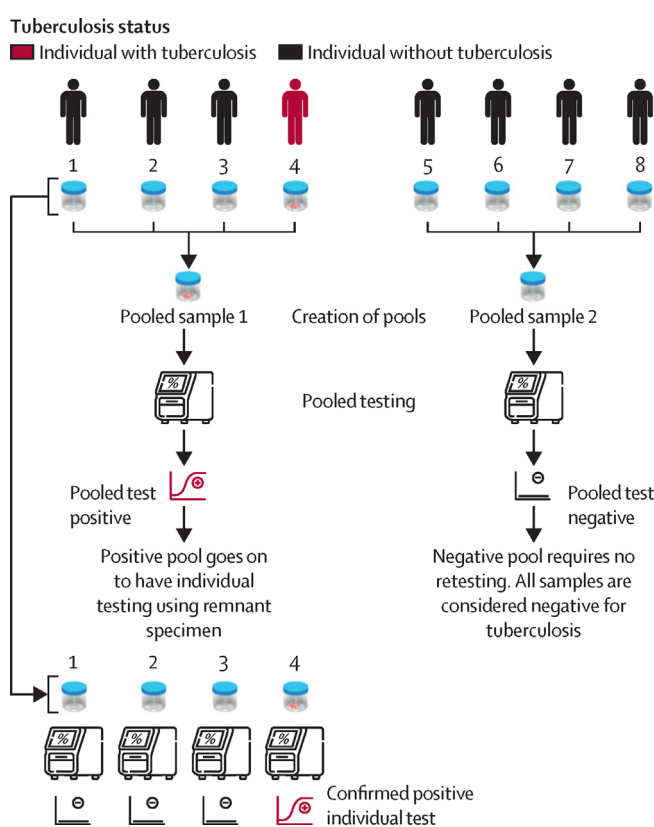 Tuberculosis status
Individual with tuberculosis Individual without tuberculosis
1 2 3 4 5 6 7 8
Pooled sample 1 Creation of pools Pooled sample 2
% %
Pooled testing
Pooled test
positive
Pooled test
negative
Positive pool goes on
to have individual
testing using remnant
specimen
Negative pool requires no
retesting. All samples are
considered negative for
tuberculosis
1 2 3 4
% % % %
Confirmed positive
individual test